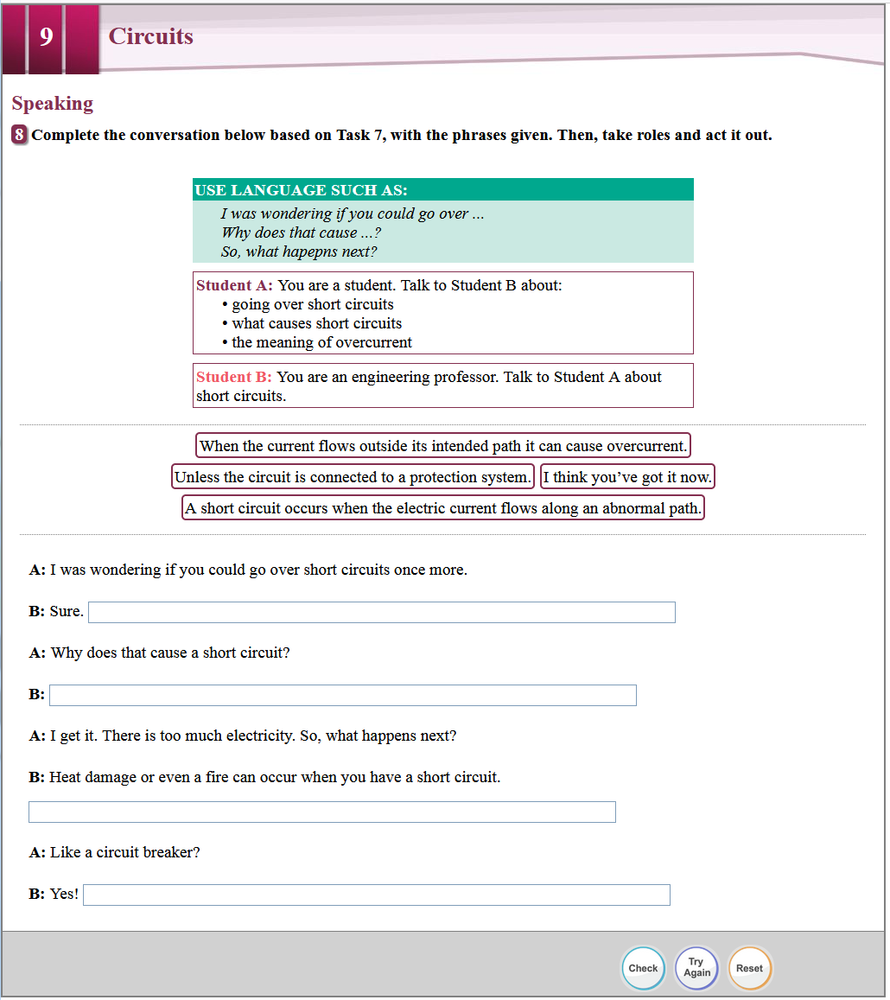 9 Circuits
Speaking
8 Complete the conversation below based on Task 7, with the phrases given. Then, take roles and act it out.
USE LANGUAGE SUCH AS:
I was wondering if you could go over ...
Why does that cause ...?
So, what hapepns next?
Student A: You are a student. Talk to Student B about:
• going over short circuits
• what causes short circuits
• the meaning of overcurrent
Student B: You are an engineering professor. Talk to Student A about
short circuits.
When the current flows outside its intended path it can cause overcurrent.
Unless the circuit is connected to a protection system. I think you’ve got it now.
A short circuit occurs when the electric current flows along an abnormal path.
A: I was wondering if you could go over short circuits once more.
B: Sure.
A: Why does that cause a short circuit?
B:
A: I get it. There is too much electricity. So, what happens next?
B: Heat damage or even a fire can occur when you have a short circuit.
A: Like a circuit breaker?
B: Yes!
Check Try Again Reset